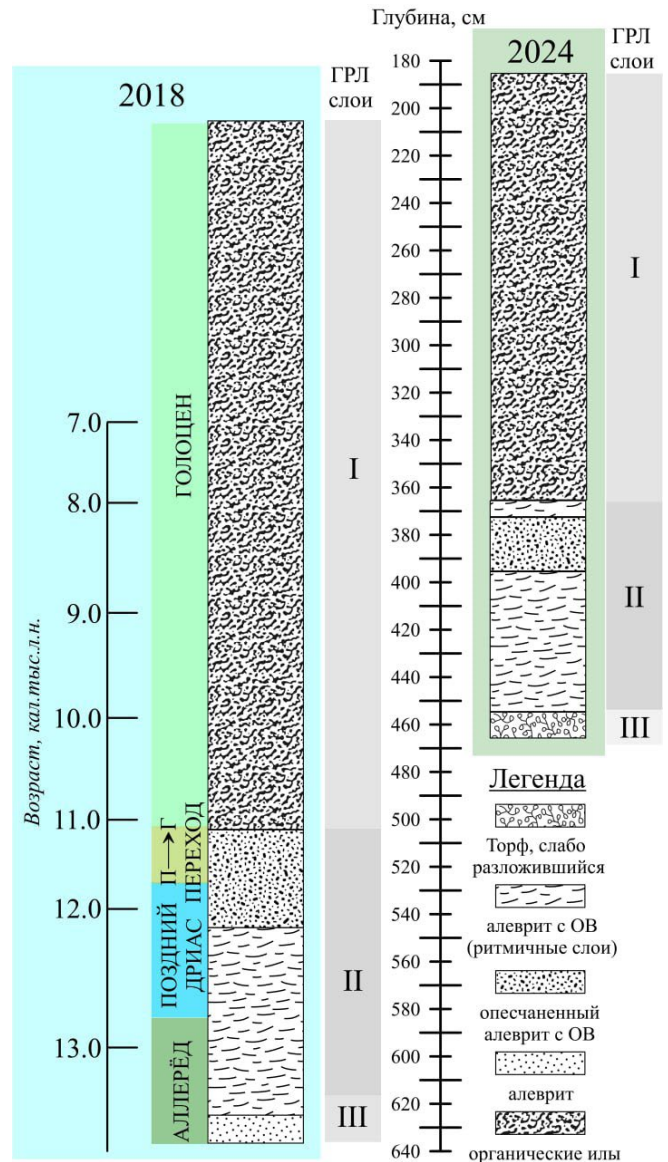 Глубина, см
2018
ГРЛ
слои
2024
ГРЛ
слои
Возраст, кал.тыс.л.н.
7.0
8.0
9.0
10.0
11.0
12.0
13.0
ГОЛОЦЕН
П→Г
ПЕРЕХОД
ПОЗДНИЙ
ДРИАС
АЛЛЕРЁД
I
II
III
180
200
220
240
260
280
300
320
340
360
380
400
420
440
460
480
500
520
540
560
580
600
620
640
I
II
III
Легенда
Торф, слабо
разложившийся
алеврит с ОВ
(ритмичные слои)
опесчаненный
алеврит с ОВ
алеврит
органические илы